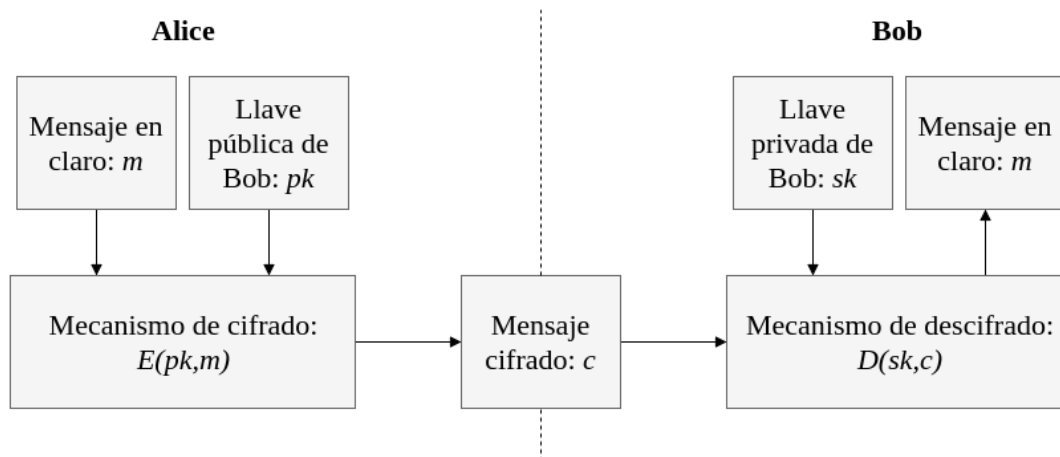 Alice
Bob
Mensaje en
claro: m
Llave
pública de
Bob: pk
Llave
privada de
Bob: sk
Mensaje en
claro: m
Mecanismo de cifrado:
E(pk,m)
Mensaje
cifrado: c
Mecanismo de descifrado:
D(sk,c)